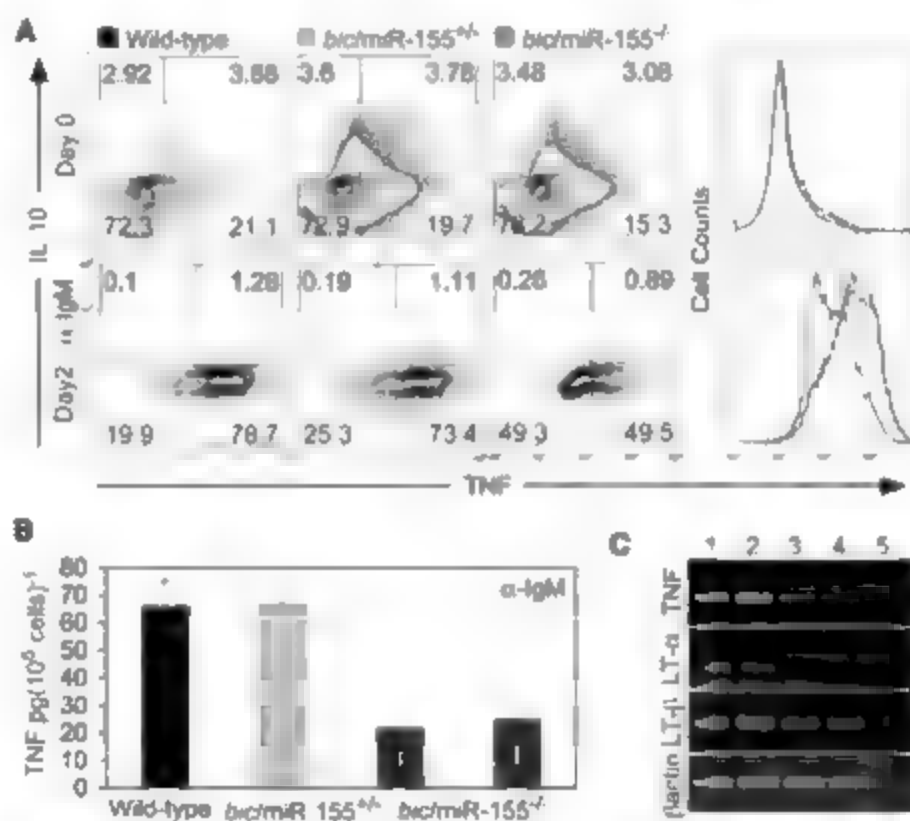 A
Wild-type bic/miR-155+/- bic/miR-155-/-
2.92 3.68 3.6 3.78 3.48 3.08
Day 0
72.3 21 1 72.9 19.7 15 3
IL 10
Cell Counts
0.1 1.28 0.19 1.11 0.26 0.89
Day2 α IgM
19 9 78.7 25 3 73 4 49 5
TNF
B
TNF pg(10⁶ cells)⁻¹
80
70
60
50
40
30
20
10
0
α-IgM
Wild-type bic/miR 155+/- bic/miR-155-/-
C
1 2 3 4 5
TNF
LT-α
LT-β
βactin